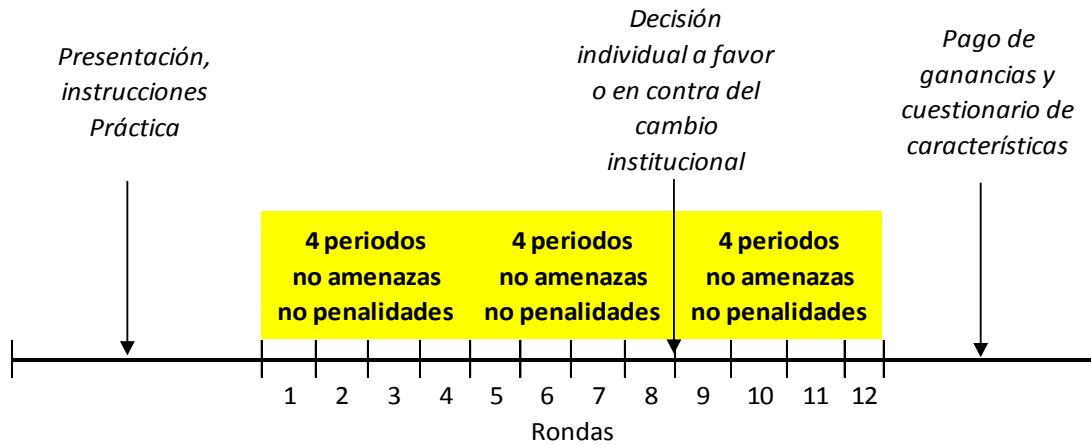 Presentación,
instrucciones
Práctica
Decisión
individual a favor
o en contra del
cambio
institucional
Pago de
ganancias y
cuestionario de
características
4 periodos
no amenazas
no penalidades
4 periodos
no amenazas
no penalidades
4 periodos
no amenazas
no penalidades
1 2 3 4 5 6 7 8 9 10 11 12
Rondas